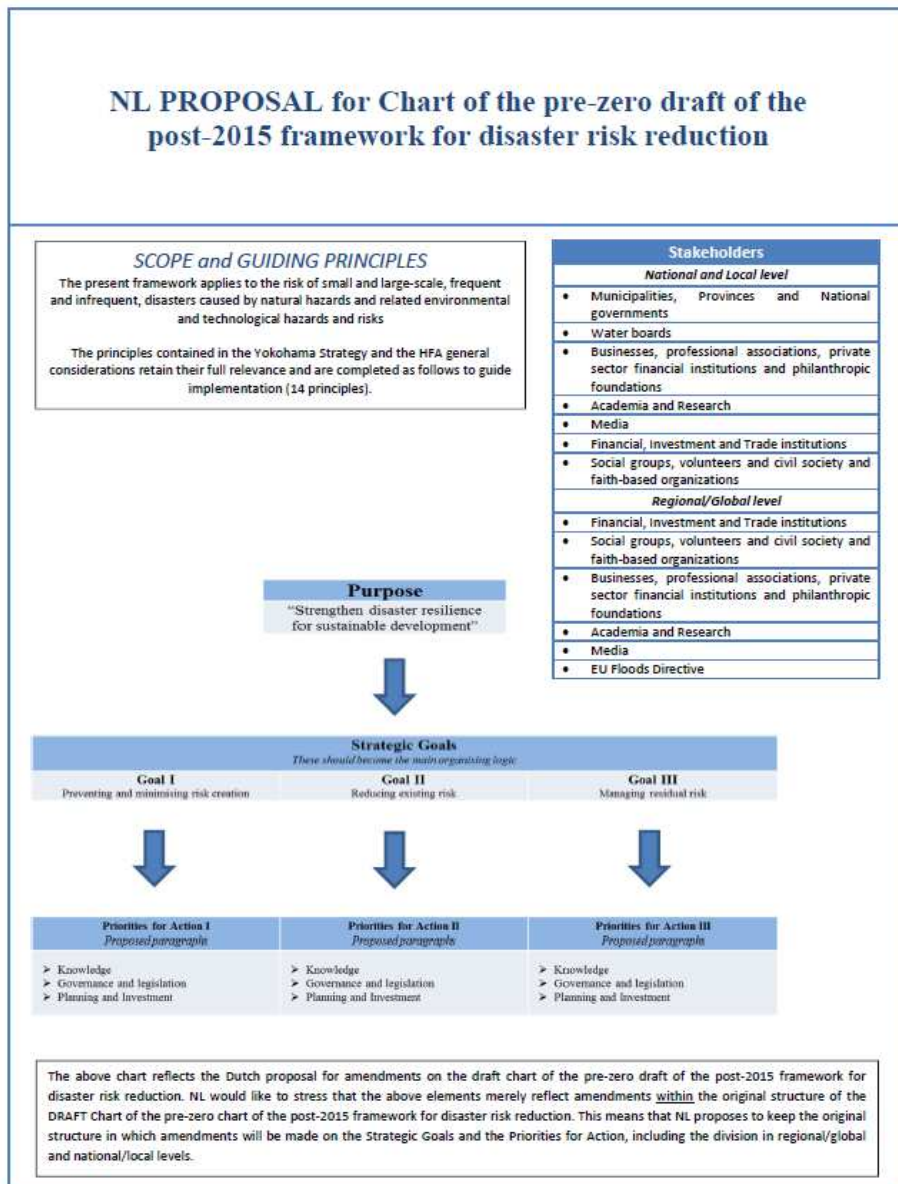 NL PROPOSAL for Chart of the pre-zero draft of the
post-2015 framework for disaster risk reduction
SCOPE and GUIDING PRINCIPLES
The present framework applies to the risk of small and large-scale, frequent
and infrequent, disasters caused by natural hazards and related environmental
and technological hazards and risks
The principles contained in the Yokohama Strategy and the HFA general
considerations retain their full relevance and are completed as follows to guide
implementation (14 principles).
Stakeholders
National and Local level
• Municipalities, Provinces and National
governments
• Water boards
• Businesses, professional associations, private
sector financial institutions and philanthropic
foundations
• Academia and Research
• Media
• Financial, Investment and Trade institutions
• Social groups, volunteers and civil society and
faith-based organizations
Regional/Global level
• Financial, Investment and Trade institutions
• Social groups, volunteers and civil society and
faith-based organizations
• Businesses, professional associations, private
sector financial institutions and philanthropic
foundations
• Academia and Research
• Media
• EU Floods Directive
Purpose
"Strengthen disaster resilience
for sustainable development"
Strategic Goals
These should become the main organising logic
Goal I
Preventing and minimising risk creation
Goal II
Reducing existing risk
Goal III
Managing residual risk
Priorities for Action I
Proposed paragraphs
➢ Knowledge
➢ Governance and legislation
➢ Planning and Investment
Priorities for Action II
Proposed paragraphs
➢ Knowledge
➢ Governance and legislation
➢ Planning and Investment
Priorities for Action III
Proposed paragraphs
➢ Knowledge
➢ Governance and legislation
➢ Planning and Investment
The above chart reflects the Dutch proposal for amendments on the draft chart of the pre-zero draft of the post-2015 framework for
disaster risk reduction. NL would like to stress that the above elements merely reflect amendments within the original structure of the
DRAFT Chart of the pre-zero chart of the post-2015 framework for disaster risk reduction. This means that NL proposes to keep the original
structure in which amendments will be made on the Strategic Goals and the Priorities for Action, including the division in regional/global
and national/local levels.